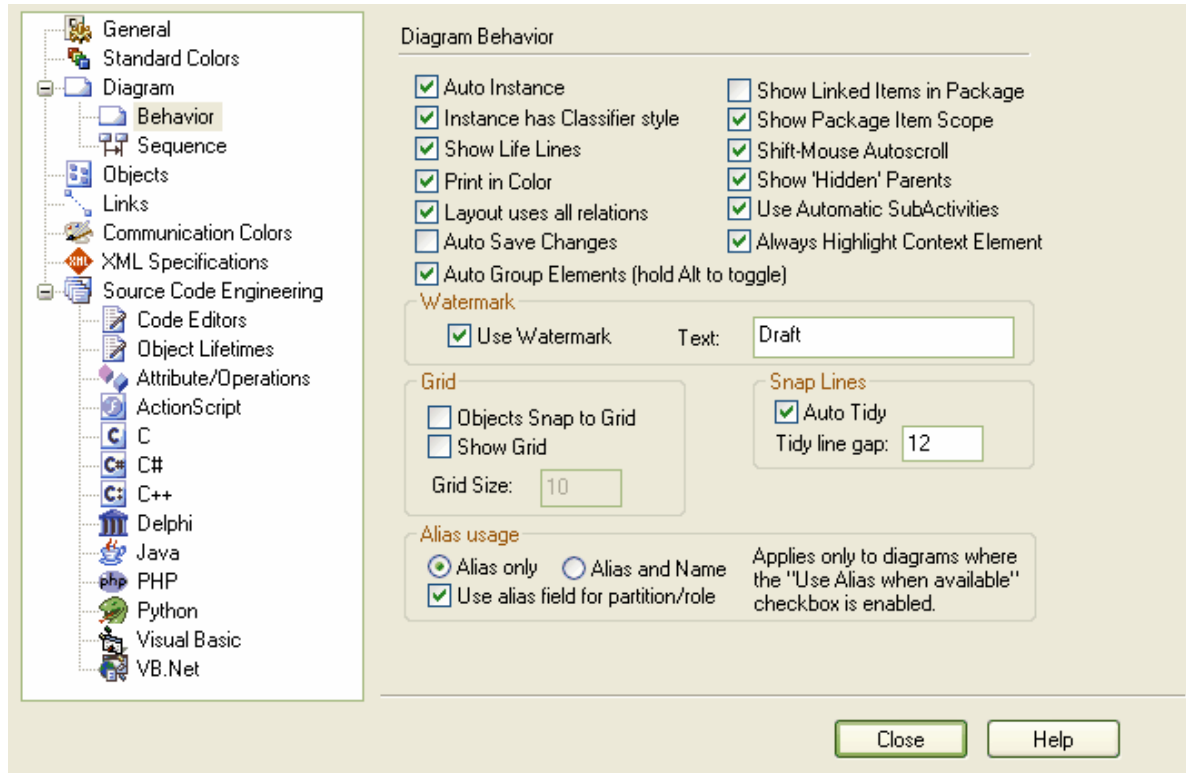 General
Standard Colors
Diagram
Behavior
Sequence
Objects
Links
Communication Colors
XML
XML Specifications
Source Code Engineering
Code Editors
Object Lifetimes
Attribute/Operations
ActionScript
C
C#
C++
Delphi
Java
php PHP
Python
Visual Basic
VB.Net
Diagram Behavior
Auto Instance
Instance has Classifier style
Show Life Lines
Print in Color
Layout uses all relations
Auto Save Changes
Auto Group Elements (hold Alt to toggle)
Show Linked Items in Package
Show Package Item Scope
Shift-Mouse Autoscroll
Show 'Hidden' Parents
Use Automatic SubActivities
Always Highlight Context Element
Watermark
Use Watermark Text: Draft
Grid
Objects Snap to Grid
Show Grid
Grid Size: 10
Snap Lines
Auto Tidy
Tidy line gap: 12
Alias usage
Alias only Alias and Name
Use alias field for partition/role
Applies only to diagrams where
the "Use Alias when available"
checkbox is enabled.
Close Help